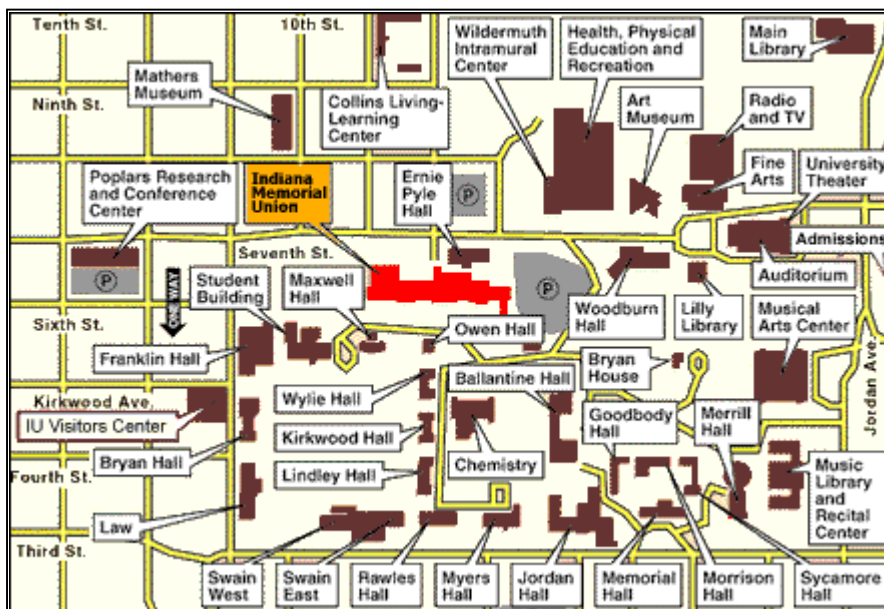 Tenth St.
10th St.
Wildermuth
Intramural
Center
Health, Physical
Education and
Recreation
Main
Library
Mathers
Museum
Ninth St.
Collins Living-
Learning
Center
Art
Museum
Radio
and TV
Poplars Research
and Conference
Center
Indiana
Memorial
Union
Ernie
Pyle
Hall
P
Fine
Arts
University
Theater
Seventh St.
Admissions
P
ONE WAY
Student
Building
Maxwell
Hall
P
Woodburn
Hall
Lilly
Library
Auditorium
Musical
Arts Center
Sixth St.
Franklin Hall
Owen Hall
Jordan Ave.
Ballantine Hall
Bryan
House
Kirkwood Ave.
Wylie Hall
IU Visitors Center
Kirkwood Hall
Goodbody
Hall
Merrill
Hall
Bryan Hall
Chemistry
Lindley Hall
Fourth St.
Music
Library
and
Recital
Center
Law
Third St.
Swain
West
Swain
East
Rawles
Hall
Myers
Hall
Jordan
Hall
Memorial
Hall
Morrison
Hall
Sycamore
Hall